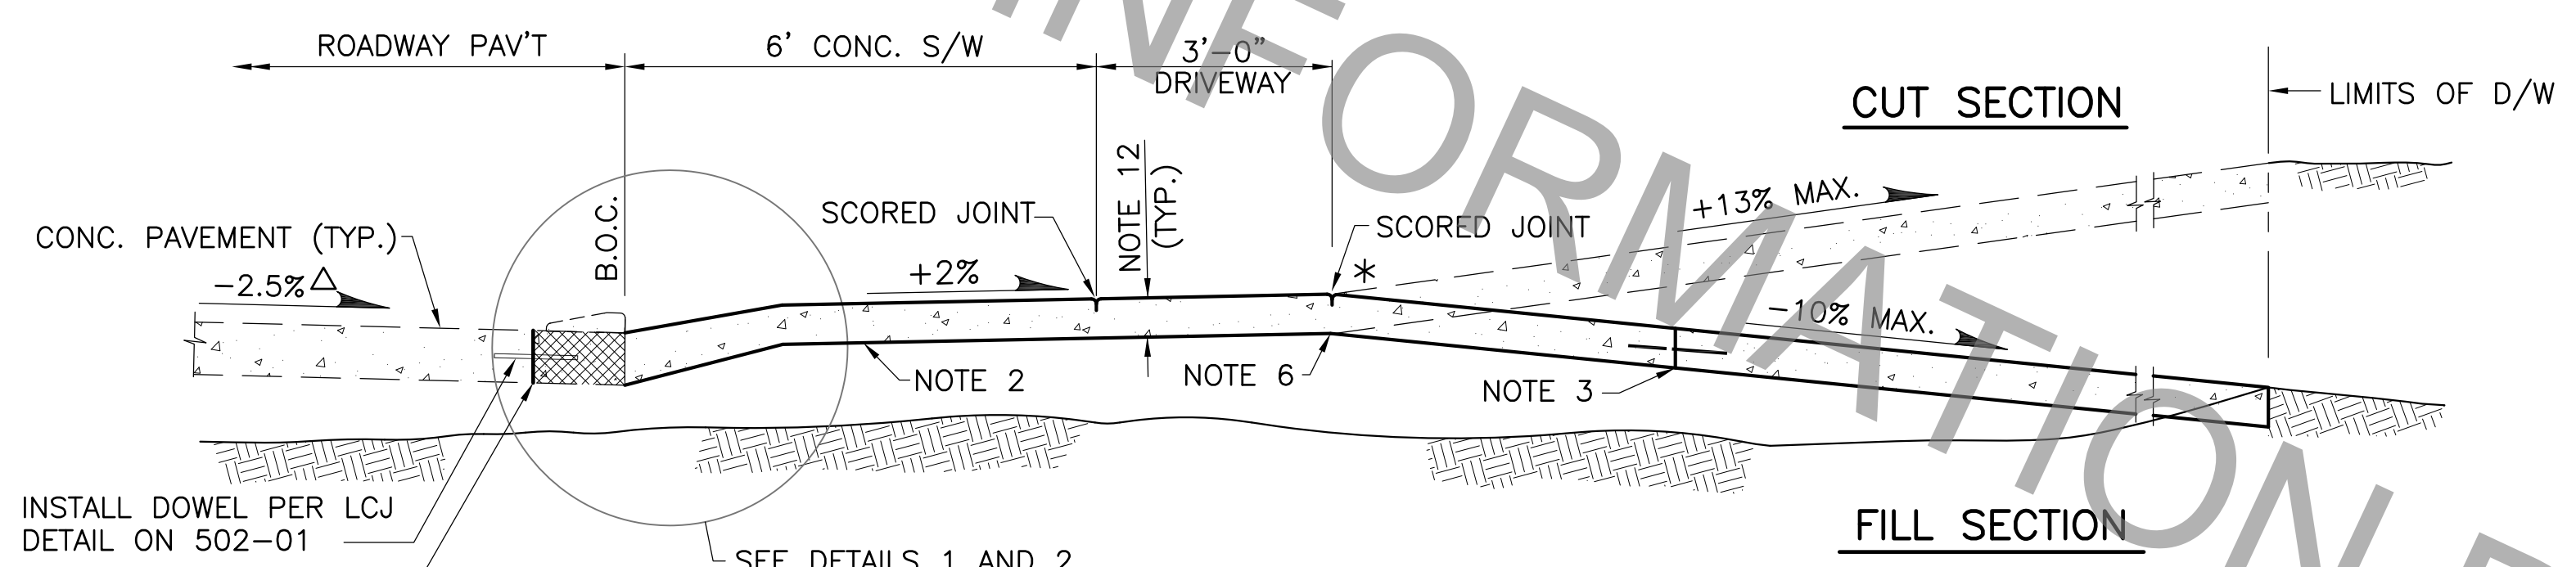 ROADWAY PAV'T
6' CONC. S/W
3'-0"
DRIVEWAY
CUT SECTION
LIMITS OF D/W
NOTE 12
(TYP.)
B.O.C.
SCORED JOINT
SCORED JOINT
+13% MAX.
CONC. PAVEMENT (TYP.)
-2.5% △
+2%
*
-10% MAX.
NOTE 2
NOTE 6
NOTE 3
INSTALL DOWEL PER LCJ
DETAIL ON 502-01
SEE DETAILS 1 AND 2
FILL SECTION
INFORMATION